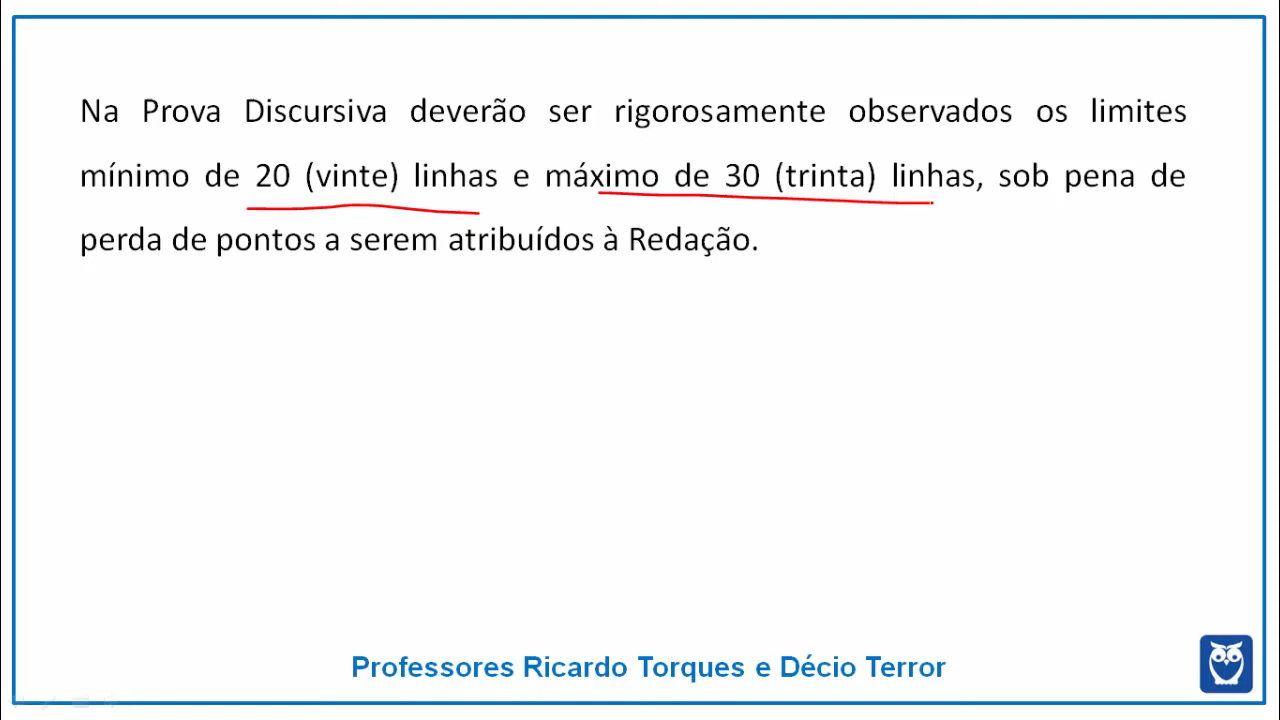 Na Prova Discursiva deverão ser rigorosamente observados os limites
mínimo de 20 (vinte) linhas e máximo de 30 (trinta) linhas, sob pena de
perda de pontos a serem atribuídos à Redação.
Professores Ricardo Torques e Décio Terror